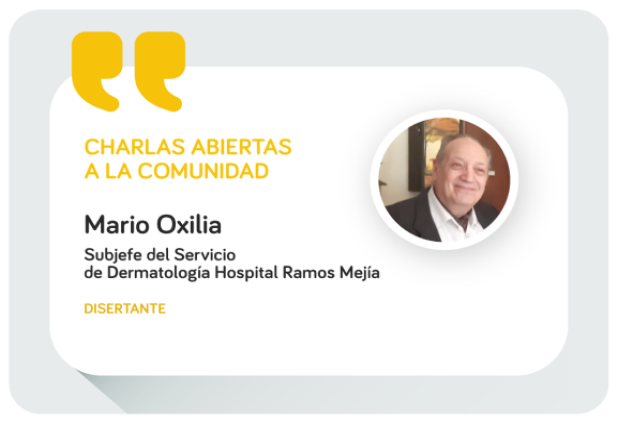 CHARLAS ABIERTAS
A LA COMUNIDAD
Mario Oxilia
Subjefe del Servicio
de Dermatología Hospital Ramos Mejía
DISERTANTE